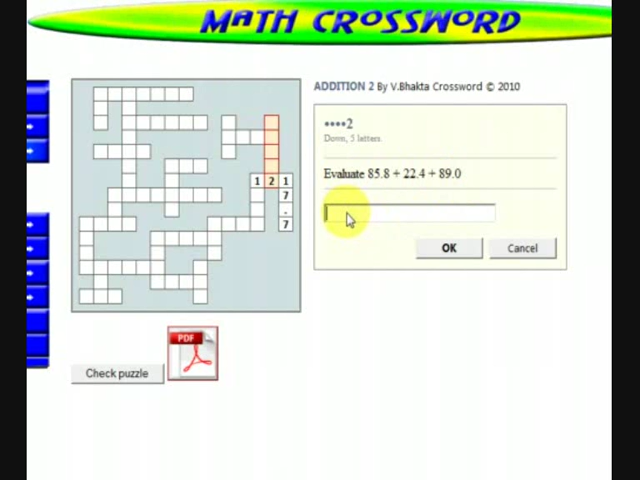 MATH CROSSWORD
ADDITION 2 By V.Bhakta Crossword © 2010
••••2
Down, 5 letters
Evaluate 85.8 + 22.4 + 89.0
1 2 1
7
.
7
OK Cancel
PDF
Check puzzle